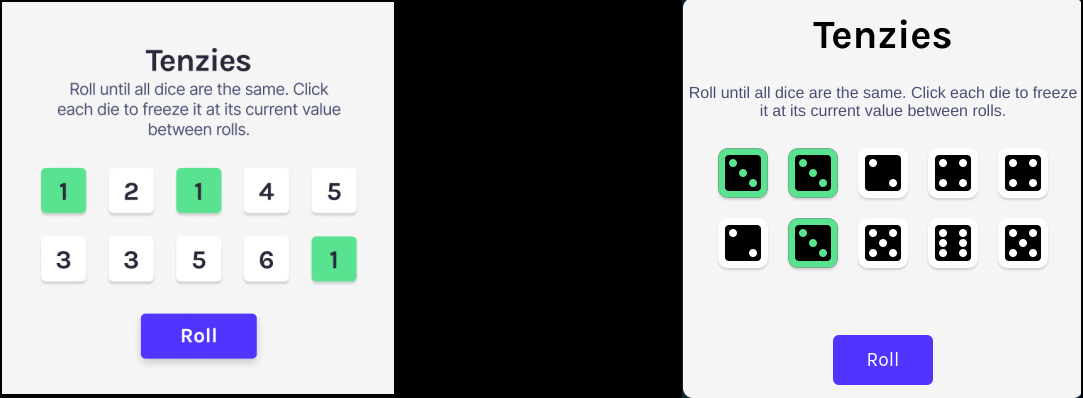 Tenzies
Roll until all dice are the same. Click
each die to freeze it at its current value
between rolls.
1 2 1 4 5
3 3 5 6 1
Roll
Tenzies
Roll until all dice are the same. Click each die to freeze
it at its current value between rolls.
Roll